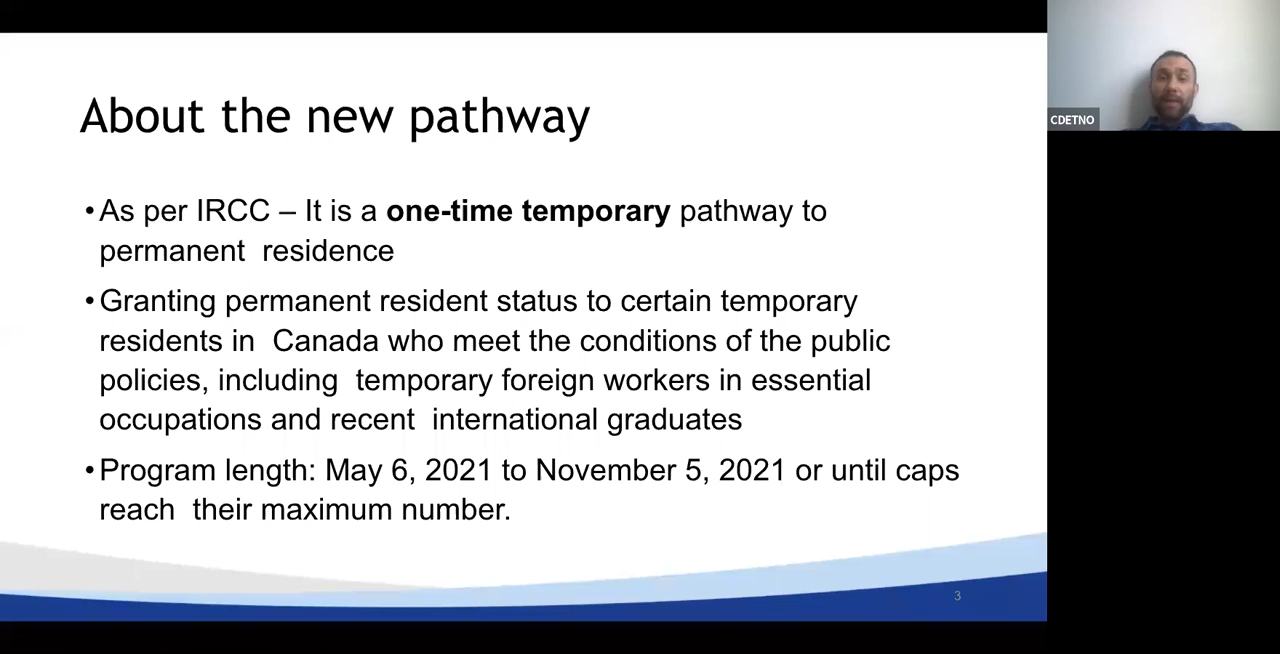 About the new pathway
•As per IRCC – It is a one-time temporary pathway to
permanent  residence
•Granting permanent resident status to certain temporary
residents in  Canada who meet the conditions of the public
policies, including  temporary foreign workers in essential
occupations and recent  international graduates
•Program length: May 6, 2021 to November 5, 2021 or until caps
reach  their maximum number.
3
CDETNO